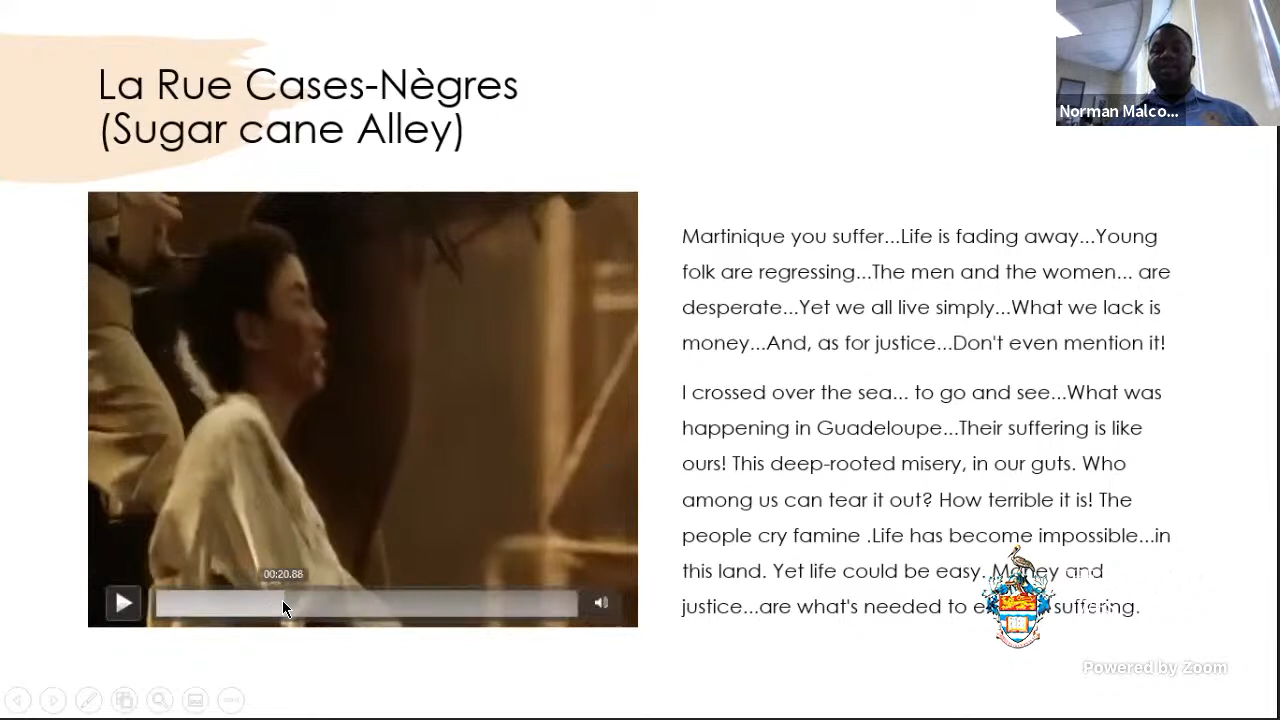 La Rue Cases-Nègres
(Sugar cane Alley)
Norman Malco...
Martinique you suffer...Life is fading away...Young
folk are regressing...The men and the women... are
desperate...Yet we all live simply...What we lack is
money...And, as for justice...Don't even mention it!
I crossed over the sea... to go and see...What was
happening in Guadeloupe...Their suffering is like
ours! This deep-rooted misery, in our guts. Who
among us can tear it out? How terrible it is! The
people cry famine .Life has become impossible...in
this land. Yet life could be easy. Money and
justice...are what's needed to suffering.
00:20.88
Powered by Zoom